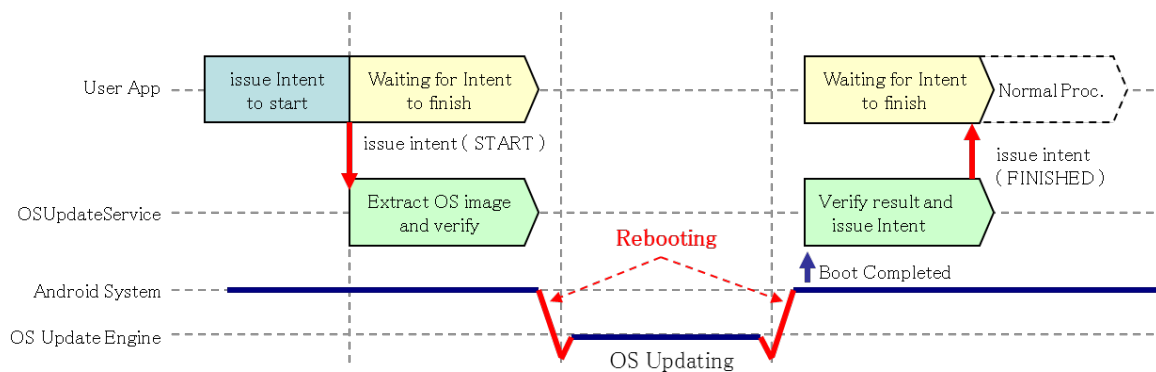 User App
issue Intent
to start
Waiting for Intent
to finish
Waiting for Intent
to finish
Normal Proc.
issue intent ( START )
issue intent
( FINISHED )
OSUpdateService
Extract OS image
and verify
Verify result and
issue Intent
Rebooting
Boot Completed
Android System
OS Update Engine
OS Updating